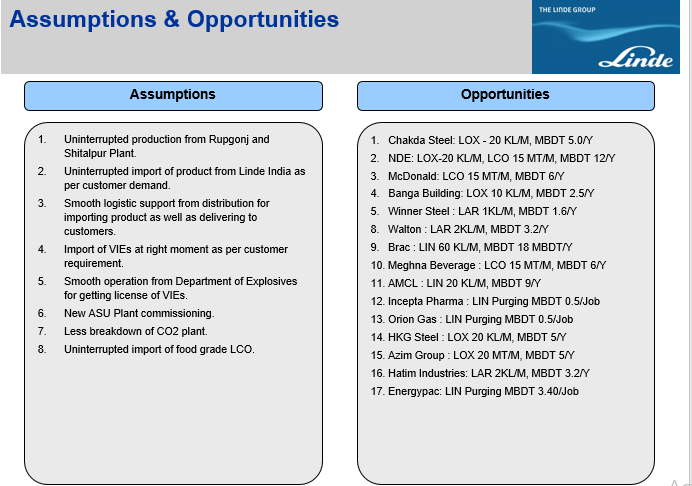 Assumptions & Opportunities
THE LINDE GROUP
Linde
Assumptions
1. Uninterrupted production from Rupgonj and
Shitalpur Plant.
2. Uninterrupted import of product from Linde India as
per customer demand.
3. Smooth logistic support from distribution for
importing product as well as delivering to
customers.
4. Import of VIEs at right moment as per customer
requirement.
5. Smooth operation from Department of Explosives
for getting license of VIEs.
6. New ASU Plant commissioning.
7. Less breakdown of CO2 plant.
8. Uninterrupted import of food grade LCO.
Opportunities
1. Chakda Steel: LOX - 20 KL/M, MBDT 5.0/Y
2. NDE: LOX-20 KL/M, LCO 15 MT/M, MBDT 12/Y
3. McDonald: LCO 15 MT/M, MBDT 6/Y
4. Banga Building: LOX 10 KL/M, MBDT 2.5/Y
5. Winner Steel : LAR 1KL/M, MBDT 1.6/Y
8. Walton : LAR 2KL/M, MBDT 3.2/Y
9. Brac : LIN 60 KL/M, MBDT 18 MBDT/Y
10. Meghna Beverage : LCO 15 MT/M, MBDT 6/Y
11. AMCL : LIN 20 KL/M, MBDT 9/Y
12. Incepta Pharma : LIN Purging MBDT 0.5/Job
13. Orion Gas : LIN Purging MBDT 0.5/Job
14. HKG Steel : LOX 20 KL/M, MBDT 5/Y
15. Azim Group : LOX 20 MT/M, MBDT 5/Y
16. Hatim Industries: LAR 2KL/M, MBDT 3.2/Y
17. Energypac: LIN Purging MBDT 3.40/Job